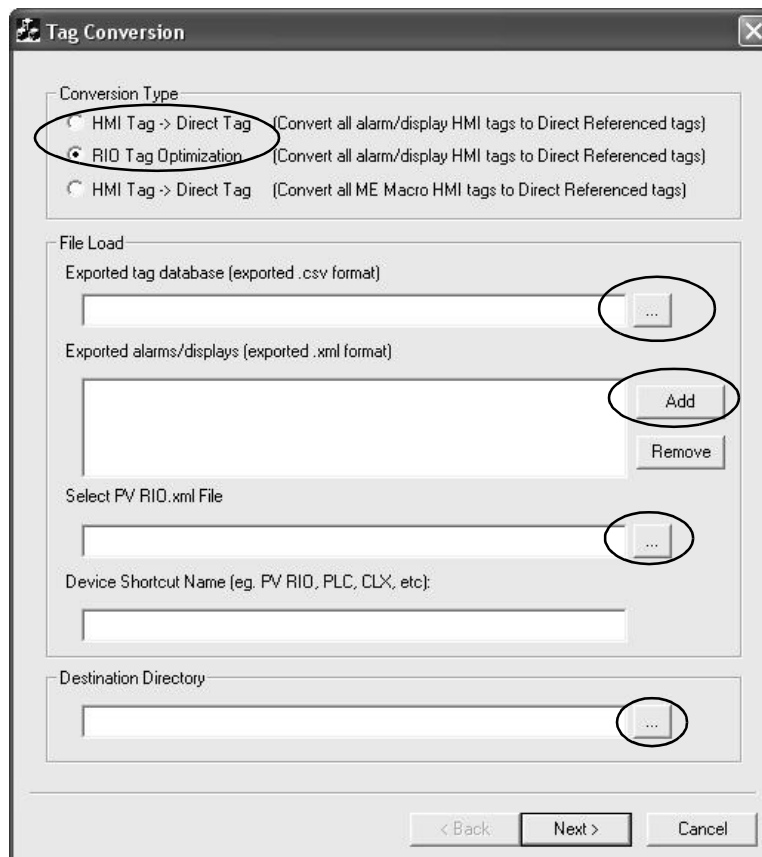 Tag Conversion
Conversion Type
HMI Tag -> Direct Tag (Convert all alarm/display HMI tags to Direct Referenced tags)
RIO Tag Optimization (Convert all alarm/display HMI tags to Direct Referenced tags)
HMI Tag -> Direct Tag (Convert all ME Macro HMI tags to Direct Referenced tags)
File Load
Exported tag database (exported .csv format)
...
Exported alarms/displays (exported .xml format)
Add
Remove
Select PV RIO.xml File
...
Device Shortcut Name (eg. PV RIO, PLC, CLX, etc):
Destination Directory
...
< Back Next > Cancel